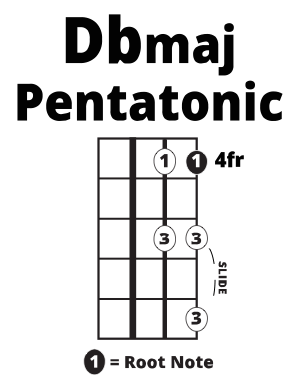 Dbmaj
Pentatonic
1 1 4fr
3 3
SLIDE
3
1 = Root Note